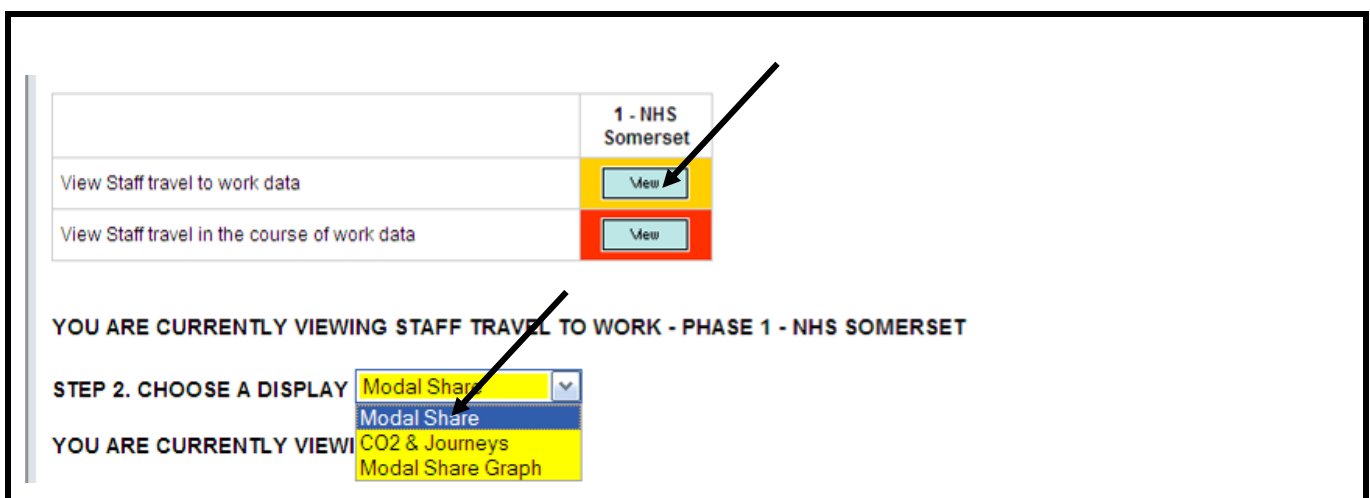 1 - NHS
Somerset
View Staff travel to work data
View
View Staff travel in the course of work data
View
YOU ARE CURRENTLY VIEWING STAFF TRAVEL TO WORK - PHASE 1 - NHS SOMERSET
STEP 2. CHOOSE A DISPLAY Modal Share
Modal Share
YOU ARE CURRENTLY VIEWI CO2 & Journeys
Modal Share Graph